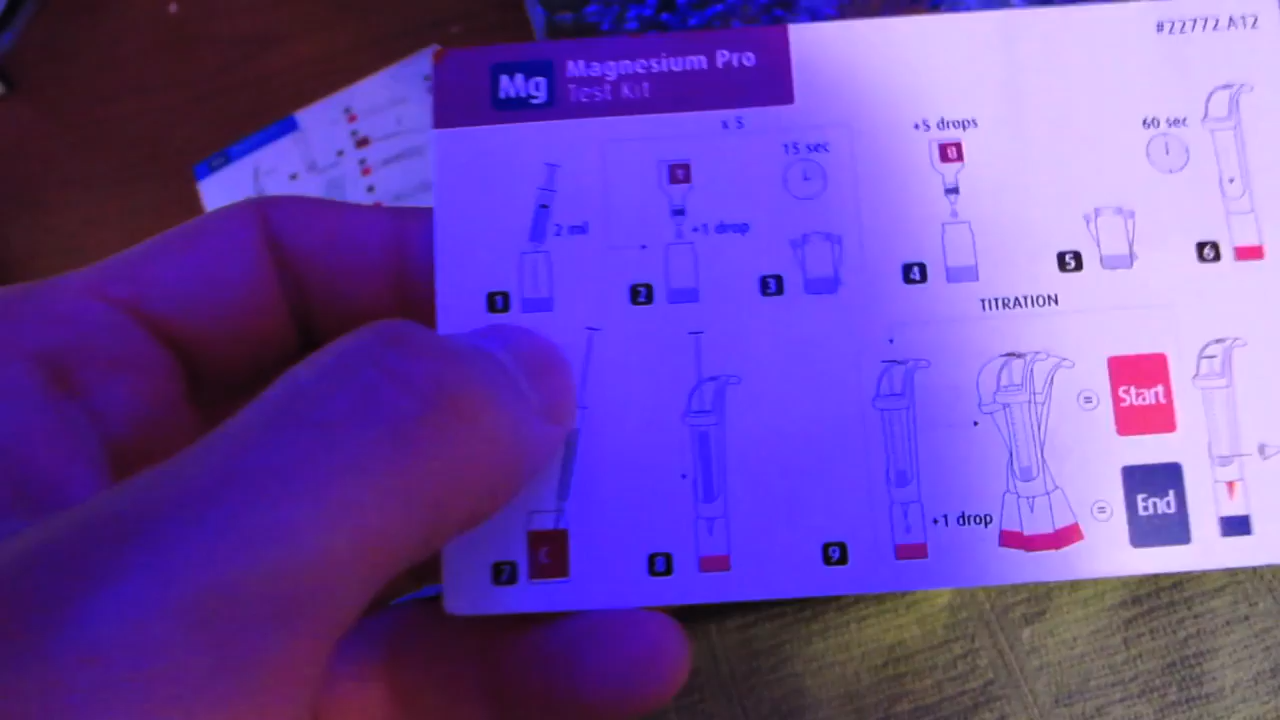 #22772 A12
Mg
Magnesium Pro
Test Kit
x 5
2 ml
+1 drop
15 sec
+5 drops
60 sec
1
2
3
4
5
6
TITRATION
C
+1 drop
=
Start
=
End
7
8
9